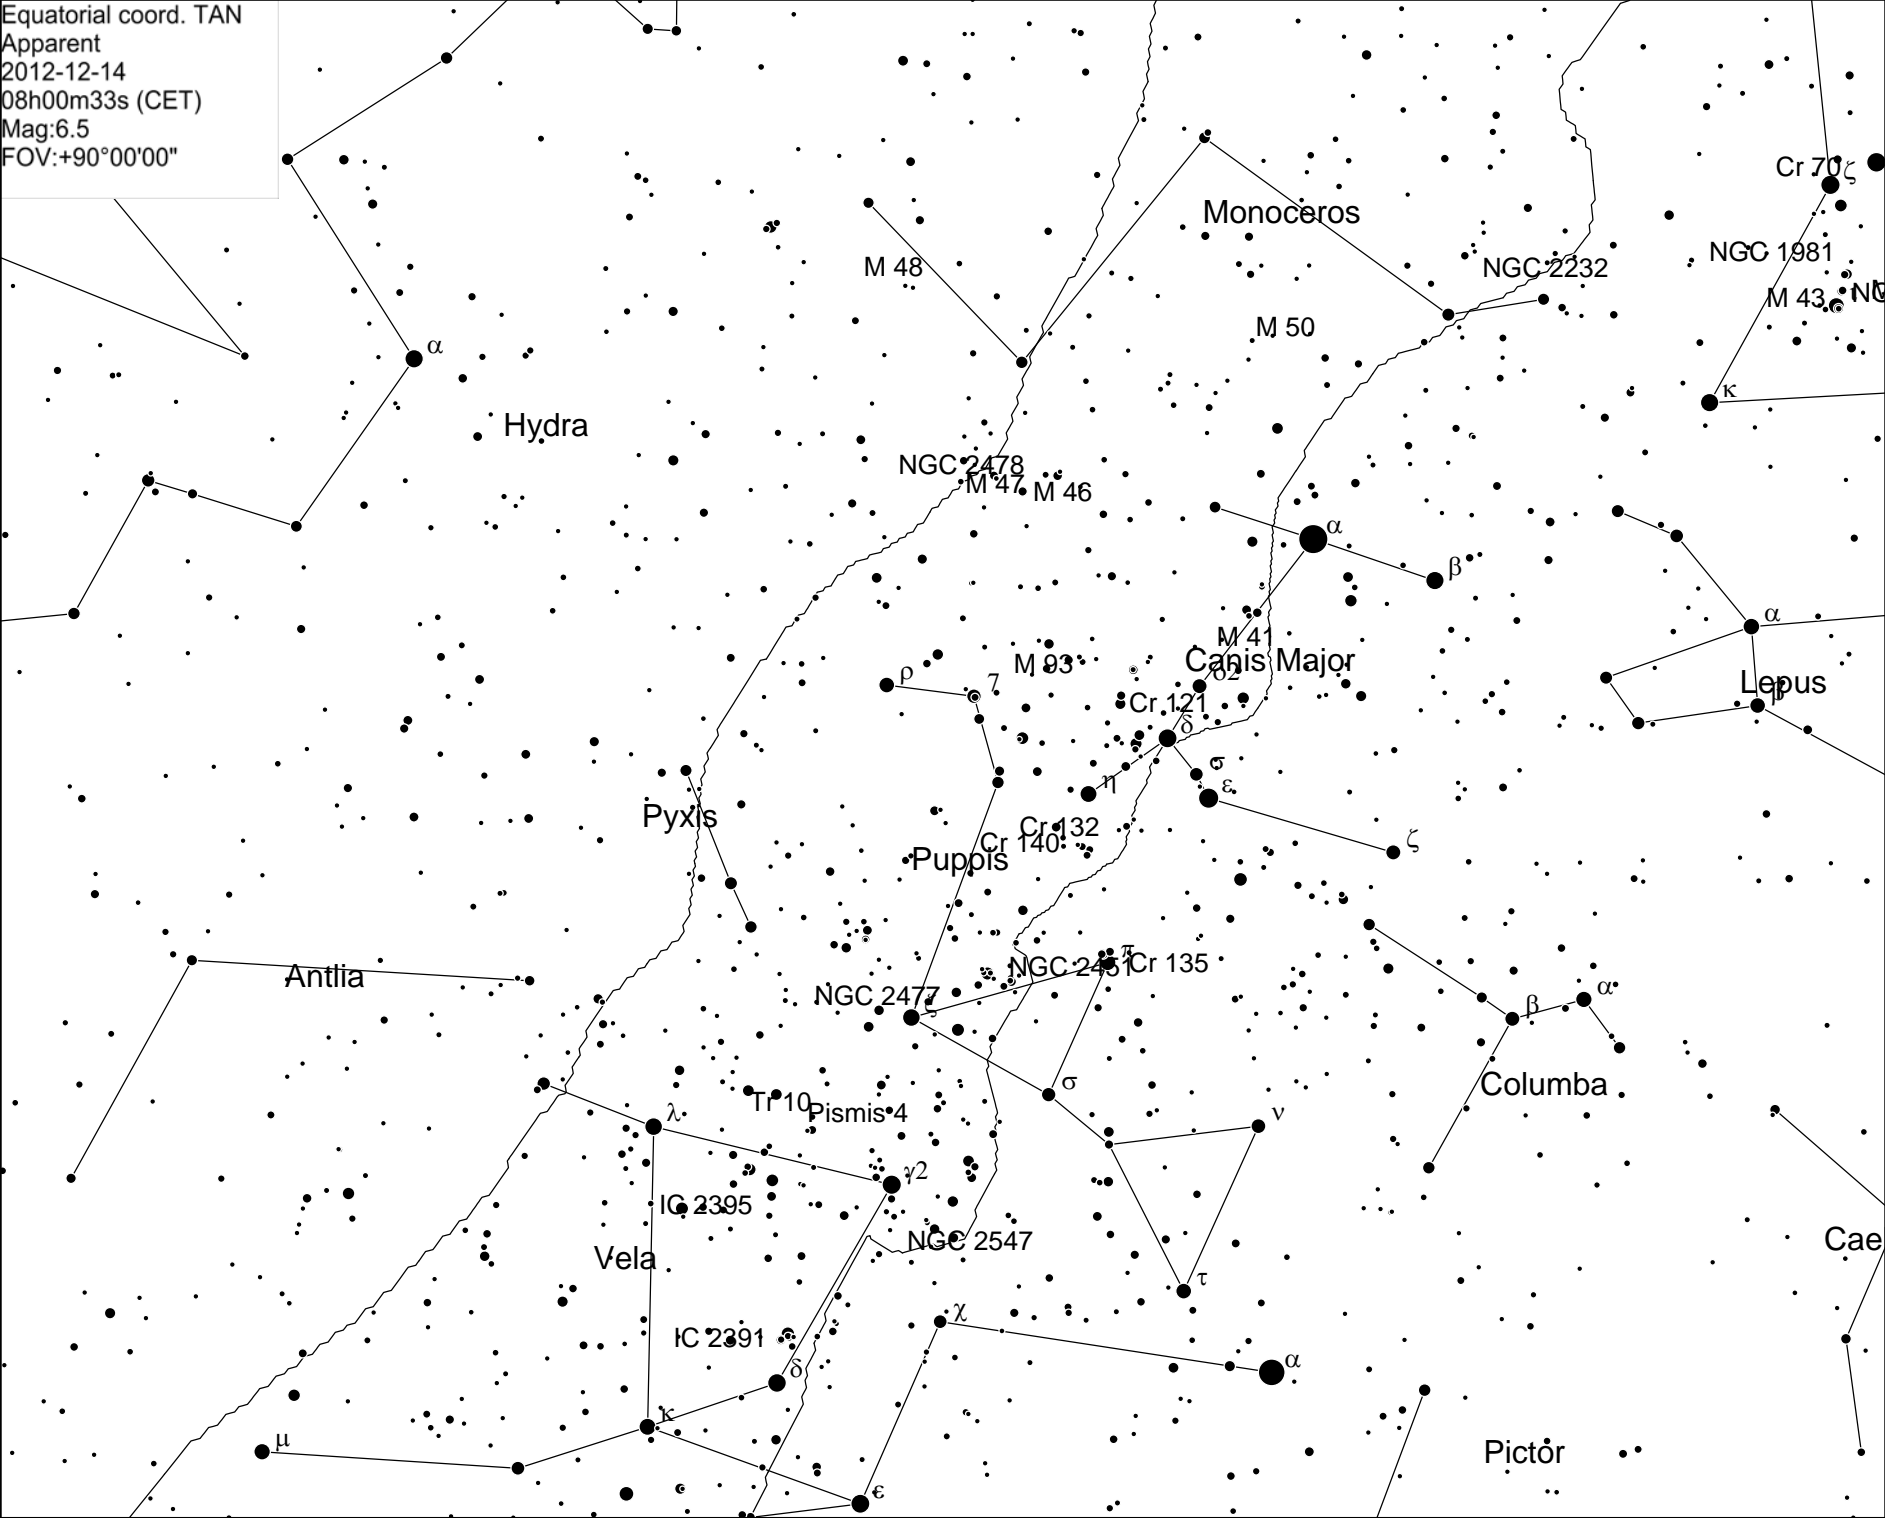 Equatorial coord. TAN
Apparent
2012-12-14
08h00m33s (CET)
Mag:6.5
FOV:+90°00'00"
Cr 70
ζ
Monoceros
NGC 1981
M 48
NGC 2232
M 43
M 50
α
κ
Hydra
NGC 2478
M 47
M 46
α
β
α
M 41
Canis Major
M 93
ρ
7
ο2
Lepus
β
Cr 121
δ
σ
η
ε
Pyxis
Cr 132
Cr 140
ζ
Puppis
π
NGC 2451
Cr 135
Antlia
α
NGC 2477
ζ
β
σ
Columba
Tr 10
Pismis 4
λ
ν
γ2
IC 2395
NGC 2547
Cae
Vela
τ
χ
IC 2391
δ
α
κ
μ
Pictor
ε